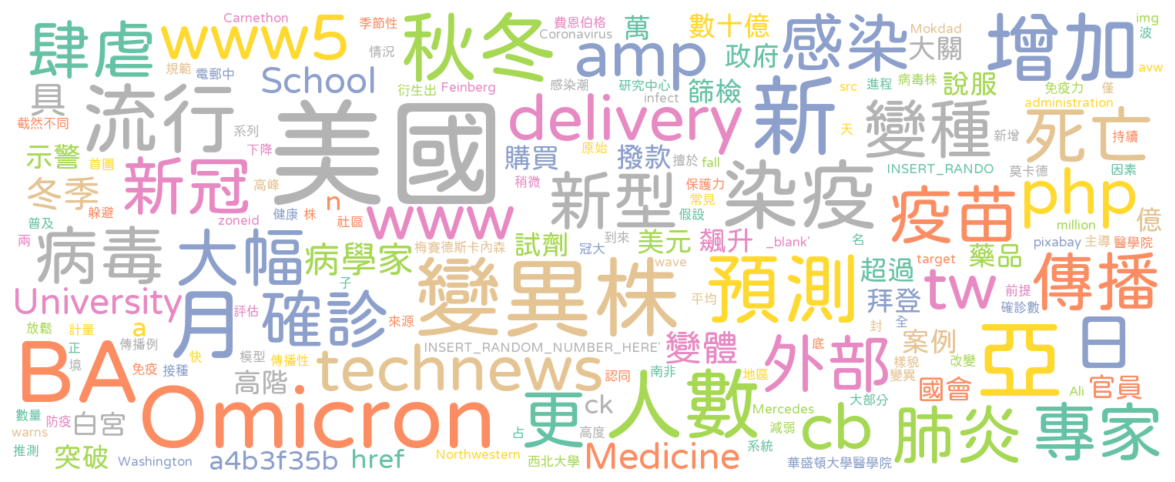 Carnethon 季節性 費恩伯格 萬 數十億 Mokdad img
肆虐 www5 秋冬 Coronavirus 感染 大關 增加 波
規範 電郵中 情況 amp 政府 avw
School 衍生出 Feinberg 感染潮 研究中心 篩檢 src 進程 病毒株 說服 免疫力 僅
具 流行 美國 delivery infect 新 變種 administration
截然不同 系列 下降 原始 天 新增 死亡 持續
示警 首圈 購買 撥款 擅於 fall INSERT_RANDO 莫卡德 因素
冬季 新冠 高峰 n 稍微 新型 保護力 常見 染疫 疫苗 php
躲避 zoneid 健康 株 社區 www 假設 億
普及 兩 病毒 大幅 病學家 梅賽德斯卡內森 試劑 到來 冠大 美元 飆升 _blank' 名 million pixabay 主導 醫學院
子 變異株 wave 預測 超過 target 藥品 傳播
University 月 確診 評估 來源 平均 拜登 tw 前提 確診數
放鬆 計量 a 傳播例 封 全
正 境 快 模型 INSERT_RANDOM_NUMBER_HERE' 變體 底 案例 亞 日
BA 免疫 接種 傳播性 technews 認同 南非 地區 外部 樣貌 變異 改變
高階 人數 大部分 國會 Ali 官員
數量 防疫 白宮 Omicron 更 ck Mercedes cb 肺炎 專家
warns 占 高度 減弱
推測 突破 Washington a4b3f35b href Northwestern 西北大學 Medicine 系統 華盛頓大學醫學院